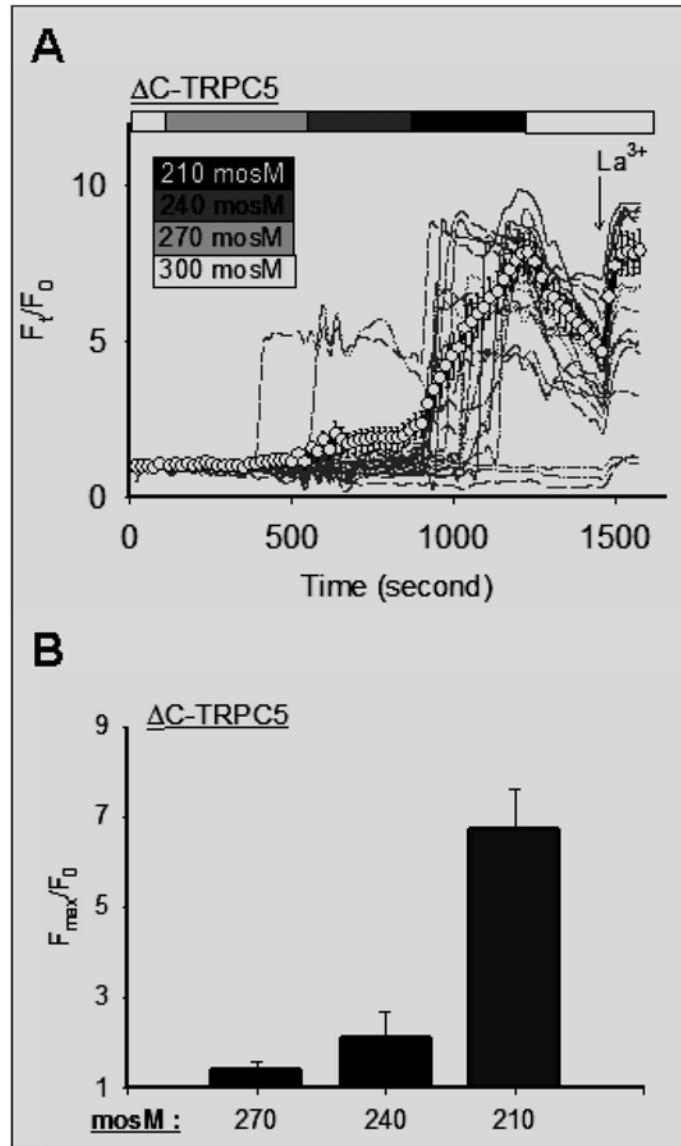 A
ΔC-TRPC5
La³⁺
210 mosM
240 mosM
270 mosM
300 mosM
10
5
0
Fₜ/F₀
0 500 1000 1500
Time (second)
B
ΔC-TRPC5
9
7
5
3
1
Fₘₐₓ/F₀
mosM : 270 240 210